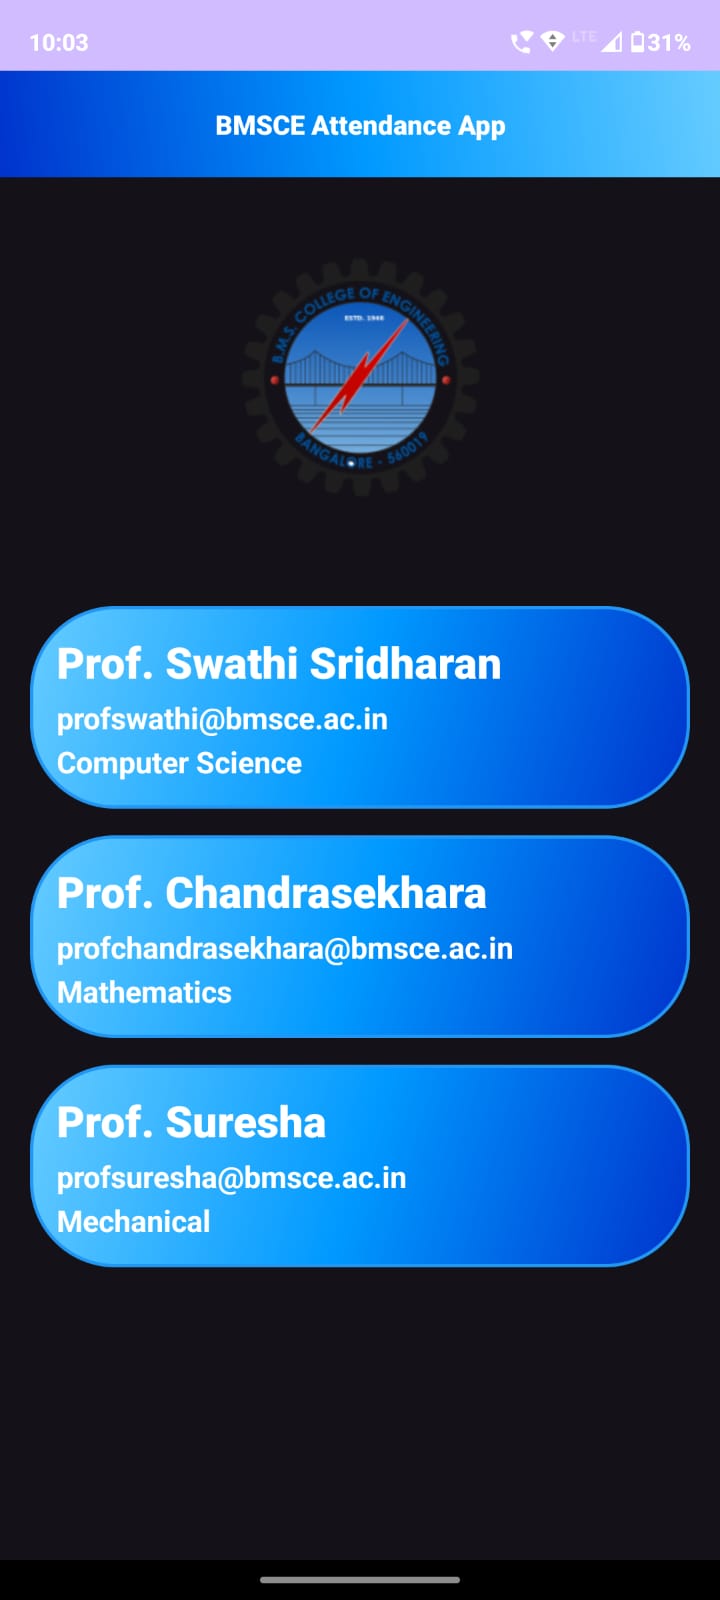 10:03
LTE
31%
BMSCE Attendance App
B.M.S. COLLEGE OF ENGINEERING
ESTD. 1946
BANGALORE - 560019
Prof. Swathi Sridharan
profswathi@bmsce.ac.in
Computer Science
Prof. Chandrasekhara
profchandrasekhara@bmsce.ac.in
Mathematics
Prof. Suresha
profsuresha@bmsce.ac.in
Mechanical